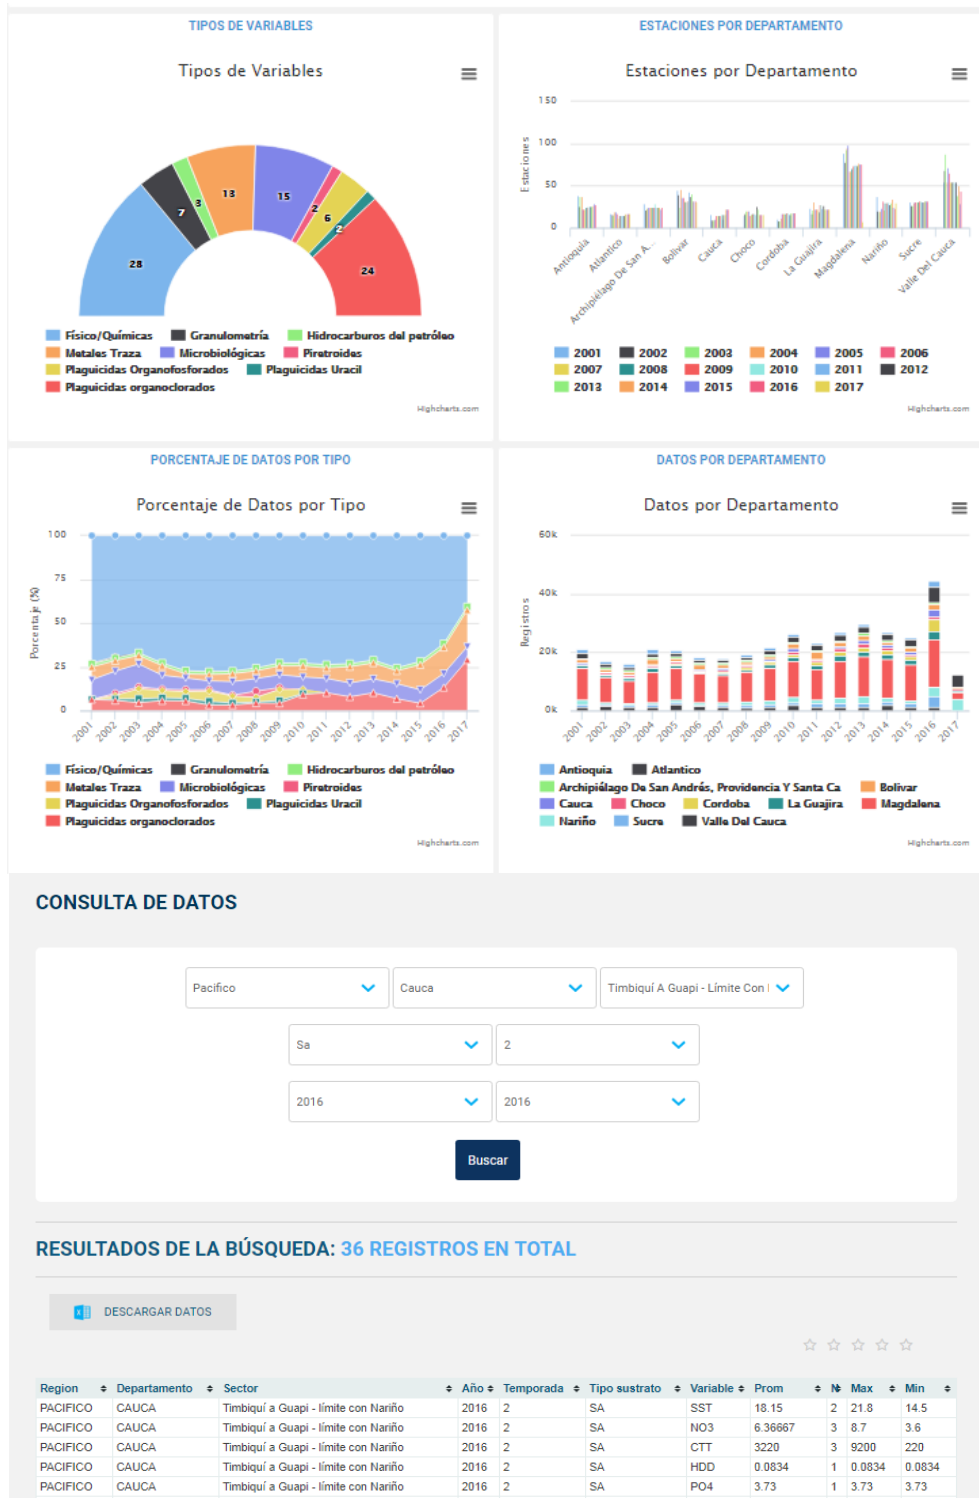 TIPOS DE VARIABLES
Tipos de Variables
28
7
3
13
15
2
6
2
24
Físico/Químicas Granulometría Hidrocarburos del petróleo
Metales Traza Microbiológicas Piretroides
Plaguicidas Organofosforados Plaguicidas Uracil
Plaguicidas organoclorados
Highcharts.com
ESTACIONES POR DEPARTAMENTO
Estaciones por Departamento
Estaciones
150
100
50
0
Antioquia Atlantico Archipiélago De San A... Bolivar Cauca Choco Cordoba La Guajira Magdalena Nariño Sucre Valle Del Cauca
2001 2002 2003 2004 2005 2006
2007 2008 2009 2010 2011 2012
2013 2014 2015 2016 2017
Highcharts.com
PORCENTAJE DE DATOS POR TIPO
Porcentaje de Datos por Tipo
Porcentaje (%)
100
75
50
25
0
2001 2002 2003 2004 2005 2006 2007 2008 2009 2010 2011 2012 2013 2014 2015 2016 2017
Físico/Químicas Granulometría Hidrocarburos del petróleo
Metales Traza Microbiológicas Piretroides
Plaguicidas Organofosforados Plaguicidas Uracil
Plaguicidas organoclorados
Highcharts.com
DATOS POR DEPARTAMENTO
Datos por Departamento
Registros
60k
40k
20k
0k
2001 2002 2003 2004 2005 2006 2007 2008 2009 2010 2011 2012 2013 2014 2015 2016 2017
Antioquia Atlantico
Archipiélago De San Andrés, Providencia Y Santa Ca Bolivar
Cauca Choco Cordoba La Guajira Magdalena
Nariño Sucre Valle Del Cauca
Highcharts.com
CONSULTA DE DATOS
Pacifico Cauca Timbiquí A Guapi - Límite Con
Sa 2
2016 2016
Buscar
RESULTADOS DE LA BÚSQUEDA: 36 REGISTROS EN TOTAL
DESCARGAR DATOS
Region Departamento Sector Año Temporada Tipo sustrato Variable Prom N Max Min
PACIFICO CAUCA Timbiquí a Guapi - límite con Nariño 2016 2 SA SST 18.15 2 21.8 14.5
PACIFICO CAUCA Timbiquí a Guapi - límite con Nariño 2016 2 SA NO3 6.36667 3 8.7 3.6
PACIFICO CAUCA Timbiquí a Guapi - límite con Nariño 2016 2 SA CTT 3220 3 9200 220
PACIFICO CAUCA Timbiquí a Guapi - límite con Nariño 2016 2 SA HDD 0.0834 1 0.0834 0.0834
PACIFICO CAUCA Timbiquí a Guapi - límite con Nariño 2016 2 SA PO4 3.73 1 3.73 3.73